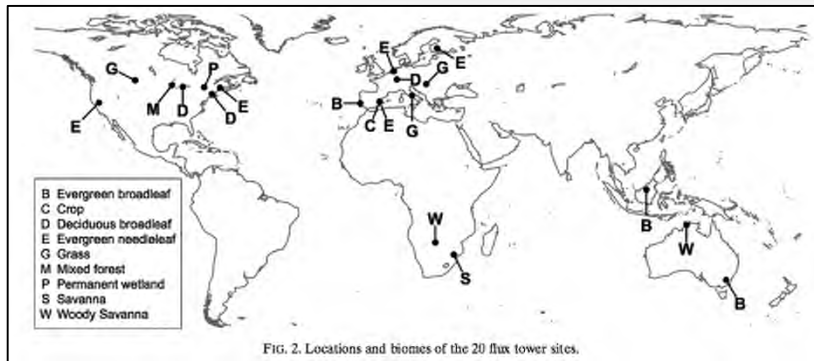 G
P
E
E
E
D
G
M
D
E
D
E
B
C
E
G
B Evergreen broadleaf
C Crop
D Deciduous broadleaf
E Evergreen needleleaf
G Grass
M Mixed forest
P Permanent wetland
S Savanna
W Woody Savanna
W
S
B
W
B
FIG. 2. Locations and biomes of the 20 flux tower sites.